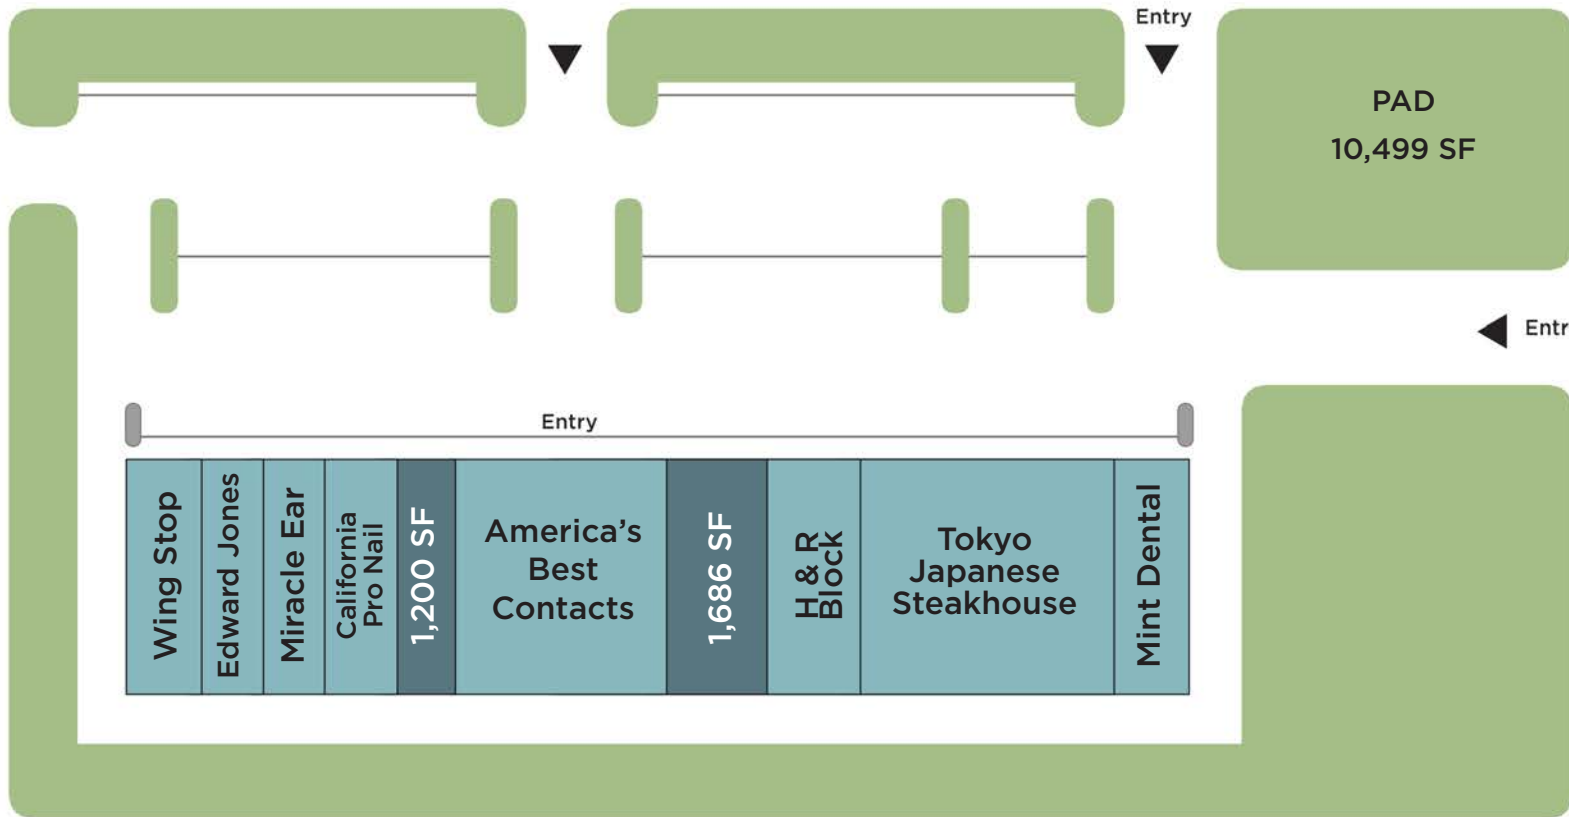 Entry
PAD
10,499 SF
Entr
Entry
Wing Stop
Edward Jones
Miracle Ear
California
Pro Nail
1,200 SF
America's
Best
Contacts
1,686 SF
H & R
Block
Tokyo
Japanese
Steakhouse
Mint Dental